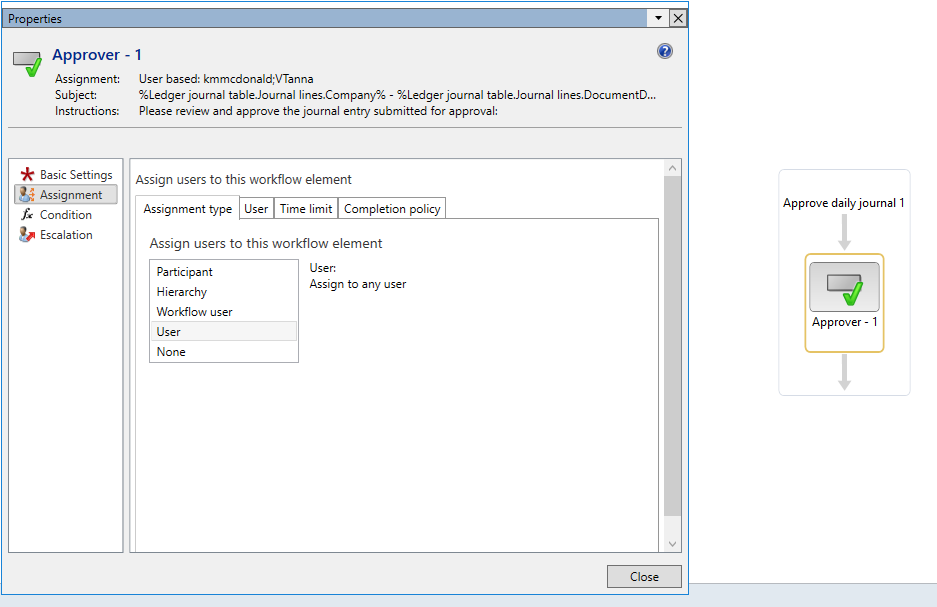 Properties
Approver - 1
Assignment: User based: kmmcdonald;VTanna
Subject: %Ledger journal table.Journal lines.Company% - %Ledger journal table.Journal lines.DocumentD...
Instructions: Please review and approve the journal entry submitted for approval:
Basic Settings
Assignment
Condition
Escalation
Assign users to this workflow element
Assignment type User Time limit Completion policy
Assign users to this workflow element
Participant
Hierarchy
Workflow user
User
None
User:
Assign to any user
Close
Approve daily journal 1
Approver - 1